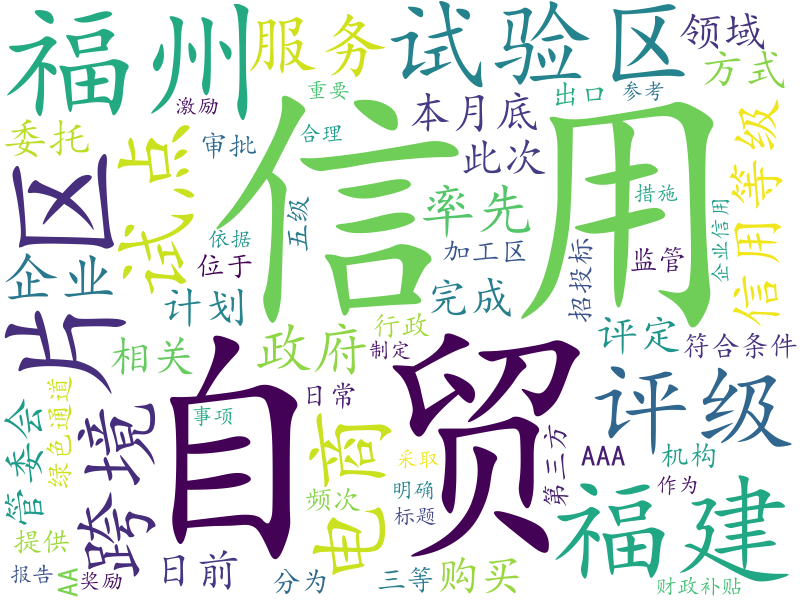 福州
服务
试验区
领域
方式
激励
重要
出口
参考
本月底
委托
审批
合理
此次
试点
信用
信用等级
片区
率先
措施
五级
依据
位于
加工区
招投标
监管
企业信用
企业
计划
完成
行政
评定
符合条件
相关
政府
制定
自贸
评级
日常
事项
绿色通道
管委会
跨境
电商
采取
第三方
AAA
机构
频次
明确
标题
作为
福建
提供
报告
AA
奖励
日前
分为
三等
购买
财政补贴